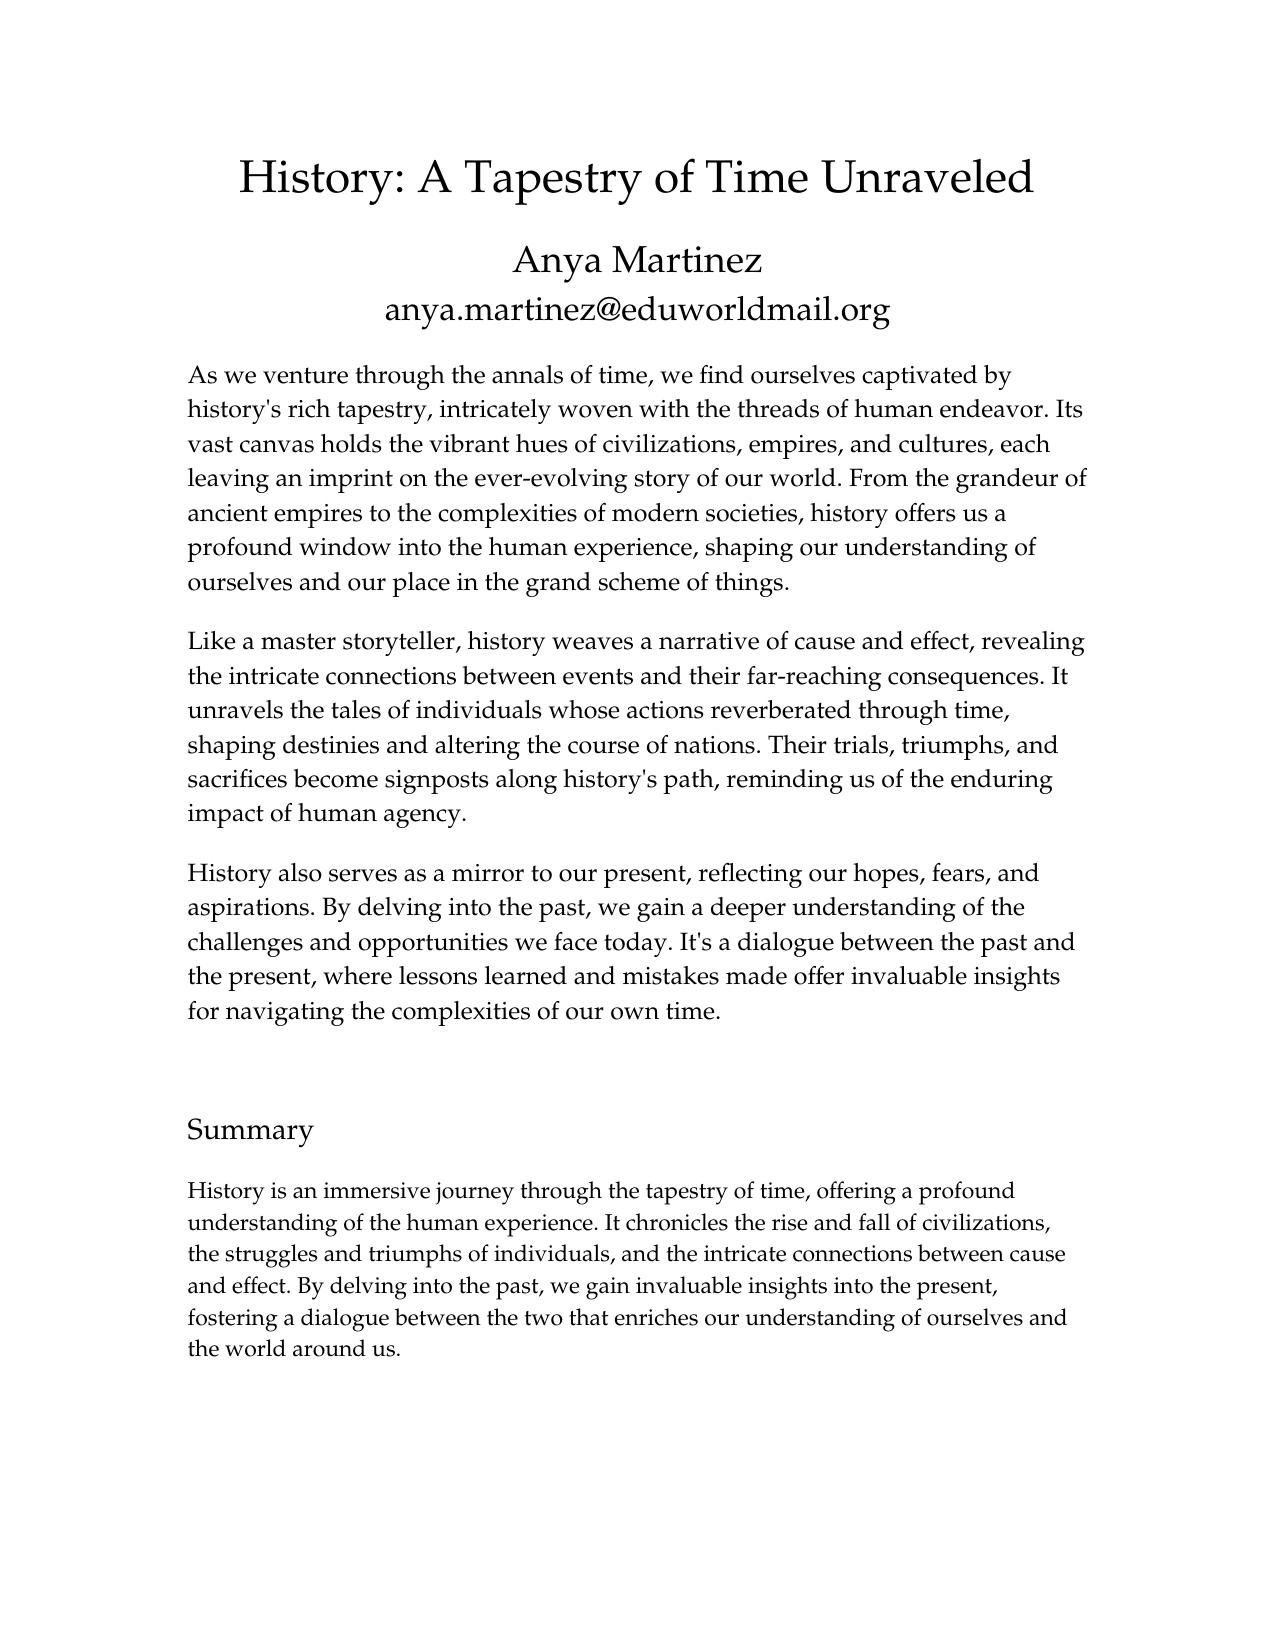 History: A Tapestry of Time Unraveled
Anya Martinez
anya.martinez@eduworldmail.org
As we venture through the annals of time, we find ourselves captivated by
history's rich tapestry, intricately woven with the threads of human endeavor. Its
vast canvas holds the vibrant hues of civilizations, empires, and cultures, each
leaving an imprint on the ever-evolving story of our world. From the grandeur of
ancient empires to the complexities of modern societies, history offers us a
profound window into the human experience, shaping our understanding of
ourselves and our place in the grand scheme of things.
Like a master storyteller, history weaves a narrative of cause and effect, revealing
the intricate connections between events and their far-reaching consequences. It
unravels the tales of individuals whose actions reverberated through time,
shaping destinies and altering the course of nations. Their trials, triumphs, and
sacrifices become signposts along history's path, reminding us of the enduring
impact of human agency.
History also serves as a mirror to our present, reflecting our hopes, fears, and
aspirations. By delving into the past, we gain a deeper understanding of the
challenges and opportunities we face today. It's a dialogue between the past and
the present, where lessons learned and mistakes made offer invaluable insights
for navigating the complexities of our own time.
Summary
History is an immersive journey through the tapestry of time, offering a profound
understanding of the human experience. It chronicles the rise and fall of civilizations,
the struggles and triumphs of individuals, and the intricate connections between cause
and effect. By delving into the past, we gain invaluable insights into the present,
fostering a dialogue between the two that enriches our understanding of ourselves and
the world around us.